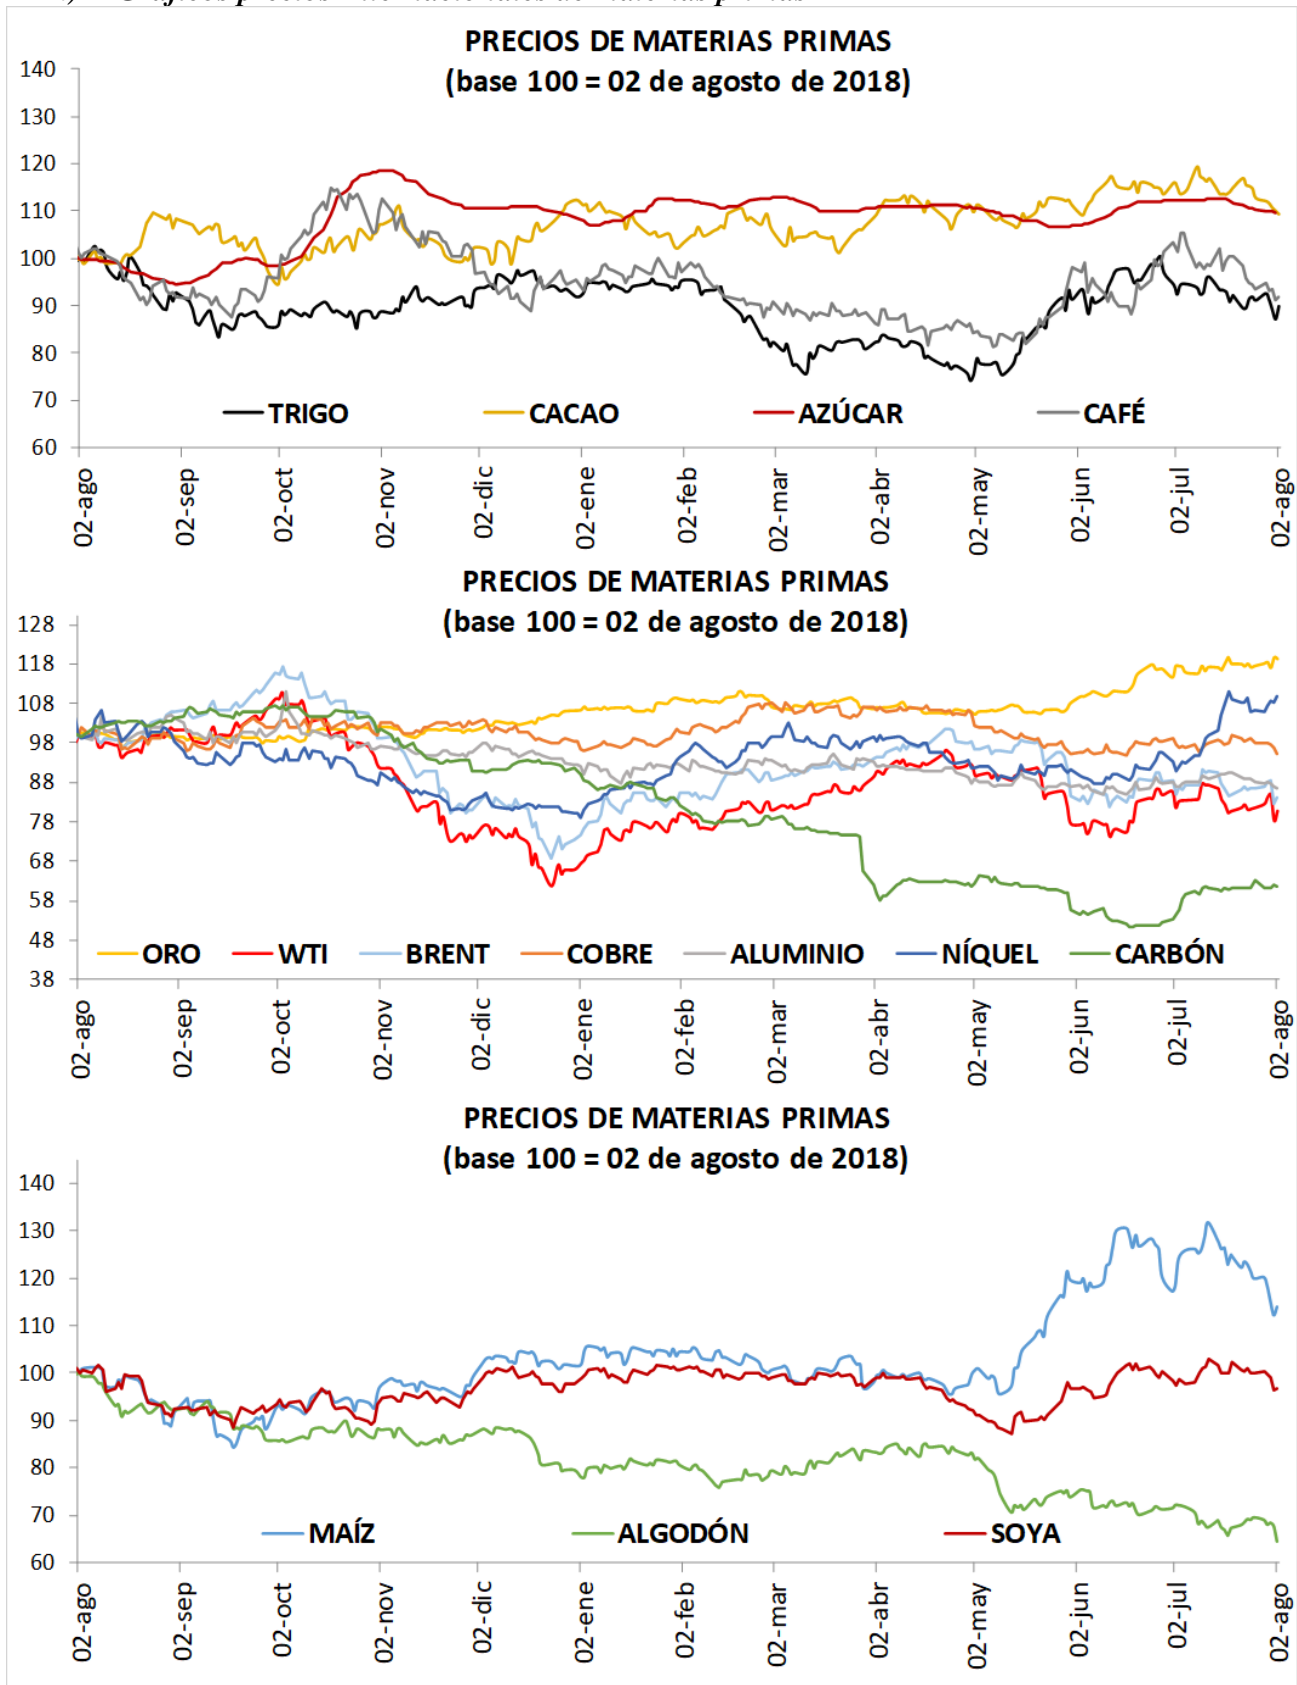 PRECIOS DE MATERIAS PRIMAS
(base 100 = 02 de agosto de 2018)
140
130
120
110
100
90
80
70
60
TRIGO CACAO AZÚCAR CAFÉ
02-ago 02-sep 02-oct 02-nov 02-dic 02-ene 02-feb 02-mar 02-abr 02-may 02-jun 02-jul 02-ago
PRECIOS DE MATERIAS PRIMAS
(base 100 = 02 de agosto de 2018)
128
118
108
98
88
78
68
58
48
38
ORO WTI BRENT COBRE ALUMINIO NÍQUEL CARBÓN
02-ago 02-sep 02-oct 02-nov 02-dic 02-ene 02-feb 02-mar 02-abr 02-may 02-jun 02-jul 02-ago
PRECIOS DE MATERIAS PRIMAS
(base 100 = 02 de agosto de 2018)
140
130
120
110
100
90
80
70
60
MAÍZ ALGODÓN SOYA
02-ago 02-sep 02-oct 02-nov 02-dic 02-ene 02-feb 02-mar 02-abr 02-may 02-jun 02-jul 02-ago